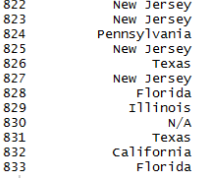 822 New Jersey
823 New Jersey
824 Pennsylvania
825 New Jersey
826 Texas
827 New Jersey
828 Florida
829 Illinois
830 N/A
831 Texas
832 California
833 Florida